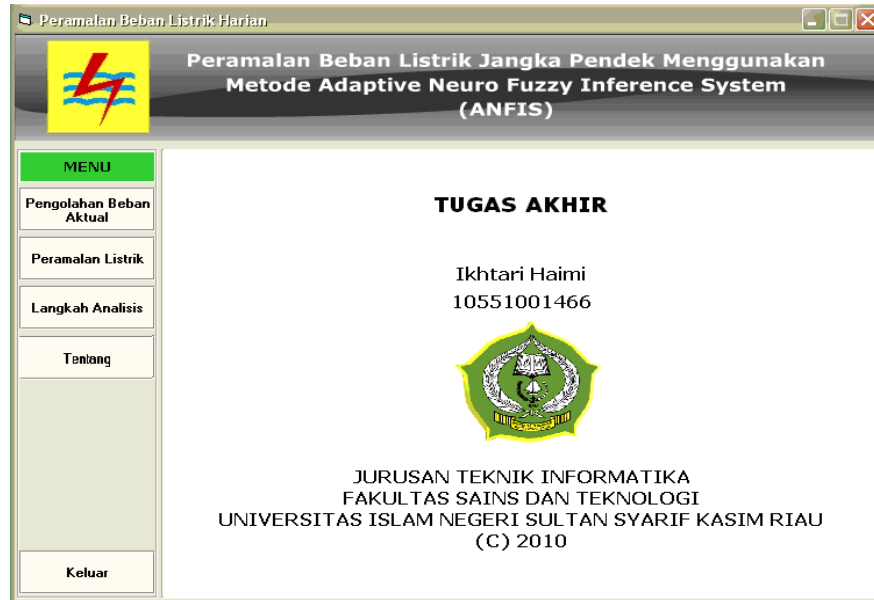 Peramalan Beban Listrik Harian
Peramalan Beban Listrik Jangka Pendek Menggunakan
Metode Adaptive Neuro Fuzzy Inference System
(ANFIS)
MENU
Pengolahan Beban
Aktual
Peramalan Listrik
Langkah Analisis
Tentang
Keluar
TUGAS AKHIR
Ikhtari Haimi
10551001466
JURUSAN TEKNIK INFORMATIKA
FAKULTAS SAINS DAN TEKNOLOGI
UNIVERSITAS ISLAM NEGERI SULTAN SYARIF KASIM RIAU
(C) 2010